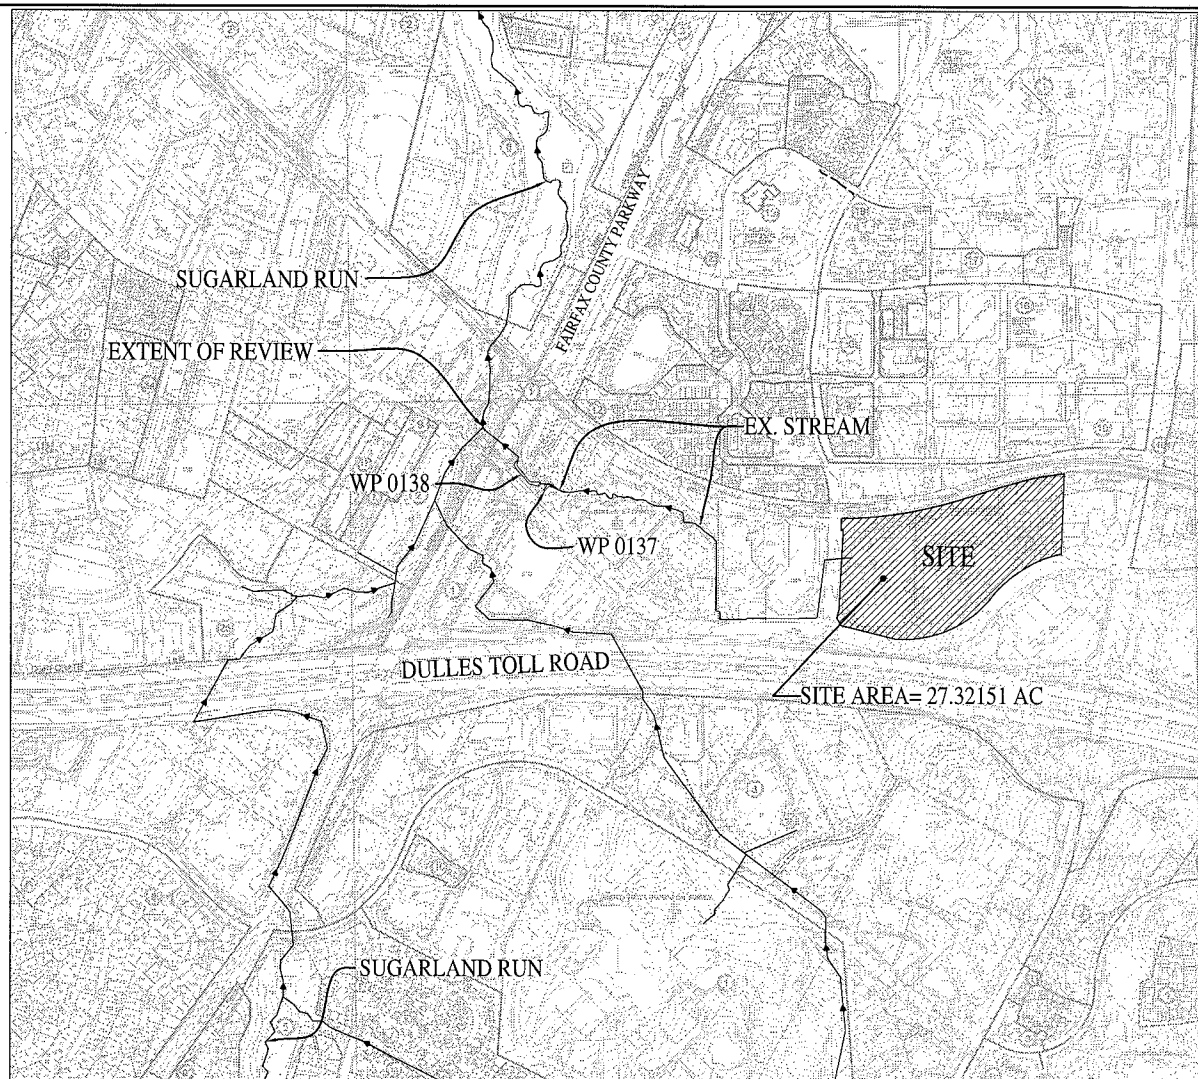 SUGARLAND RUN
FAIRFAX COUNTY PARKWAY
EXTENT OF REVIEW
EX. STREAM
WP 0138
WP 0137
SITE
DULLES TOLL ROAD
SITE AREA= 27.32151 AC
SUGARLAND RUN